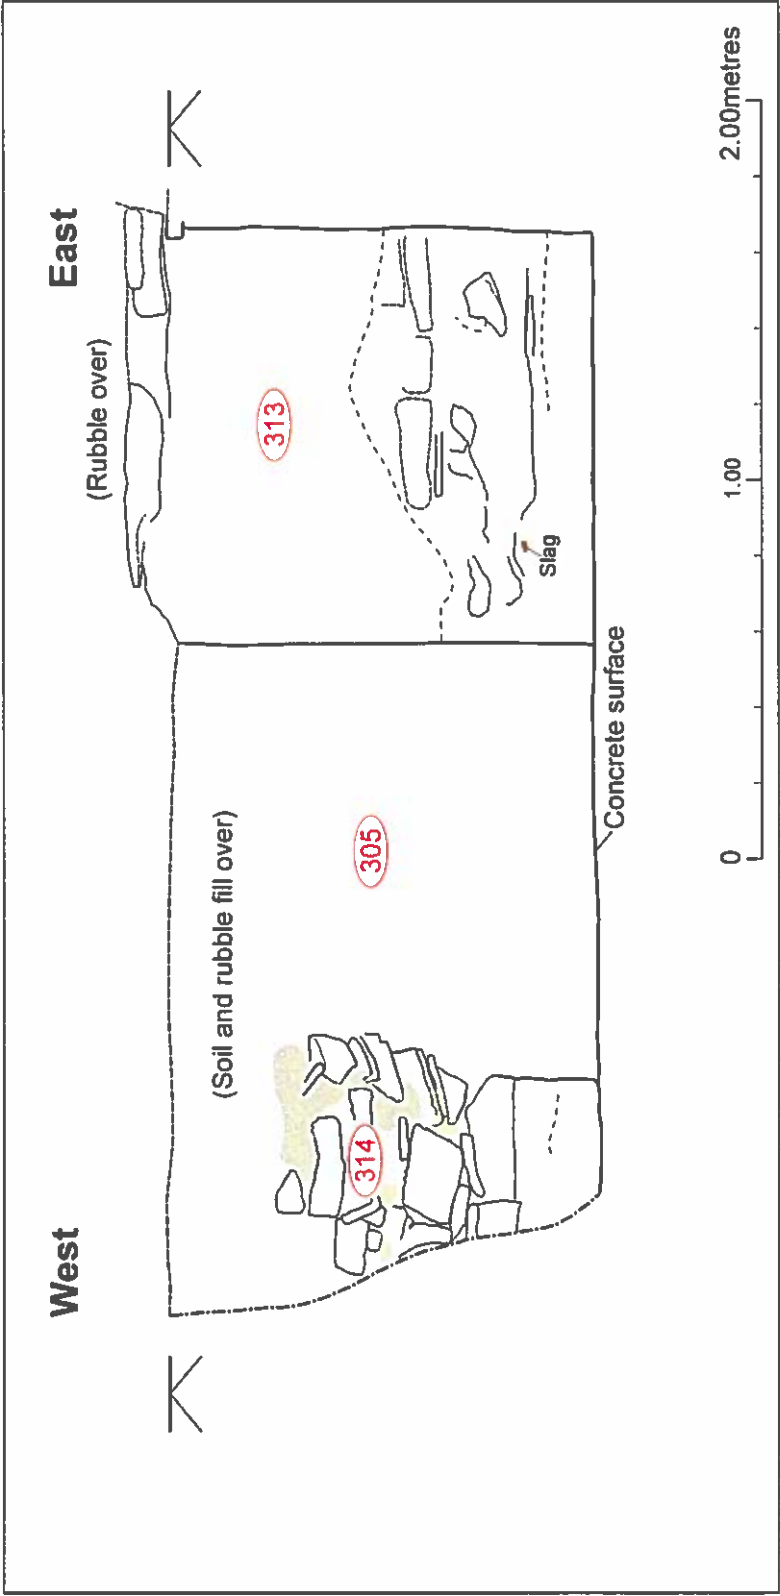 West
East
(Rubble over)
(Soil and rubble fill over)
313
305
314
Slag
Concrete surface
0
1.00
2.00metres